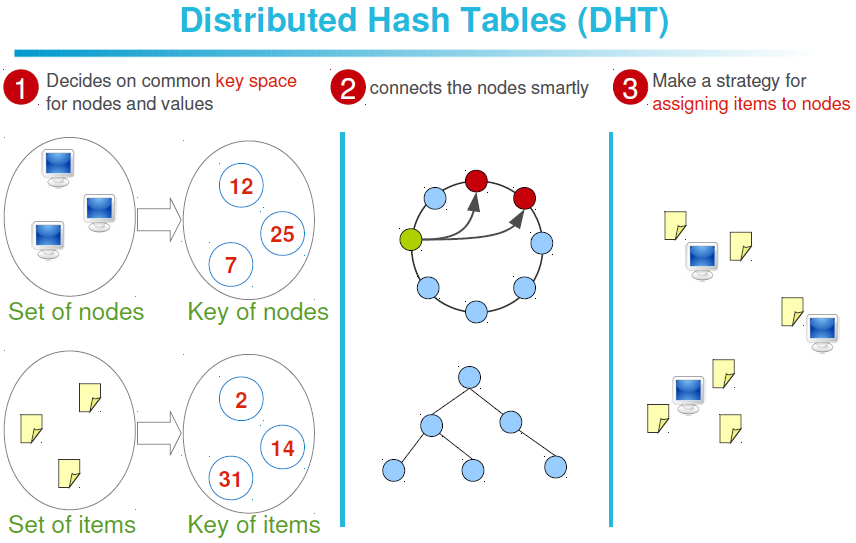 Distributed Hash Tables (DHT)
1
Decides on common key space
for nodes and values
2
connects the nodes smartly
3
Make a strategy for
assigning items to nodes
12
25
7
Set of nodes
Key of nodes
2
14
31
Set of items
Key of items